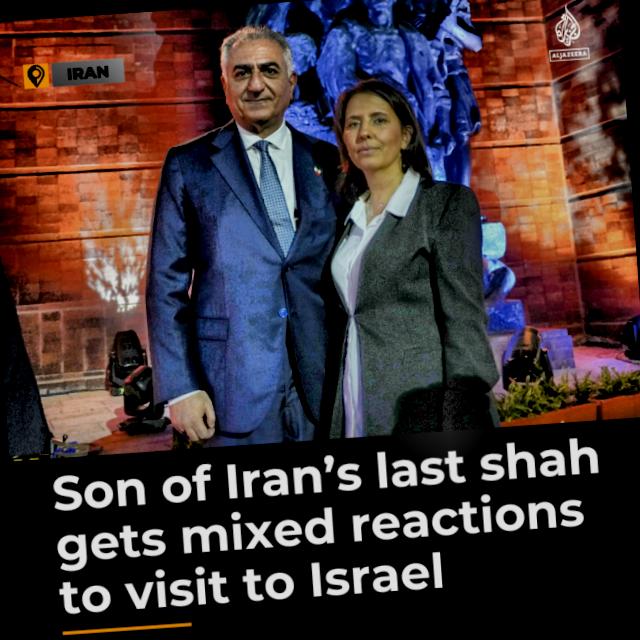 IRAN
ALJAZEERA
Son of Iran's last shah
gets mixed reactions
to visit to Israel